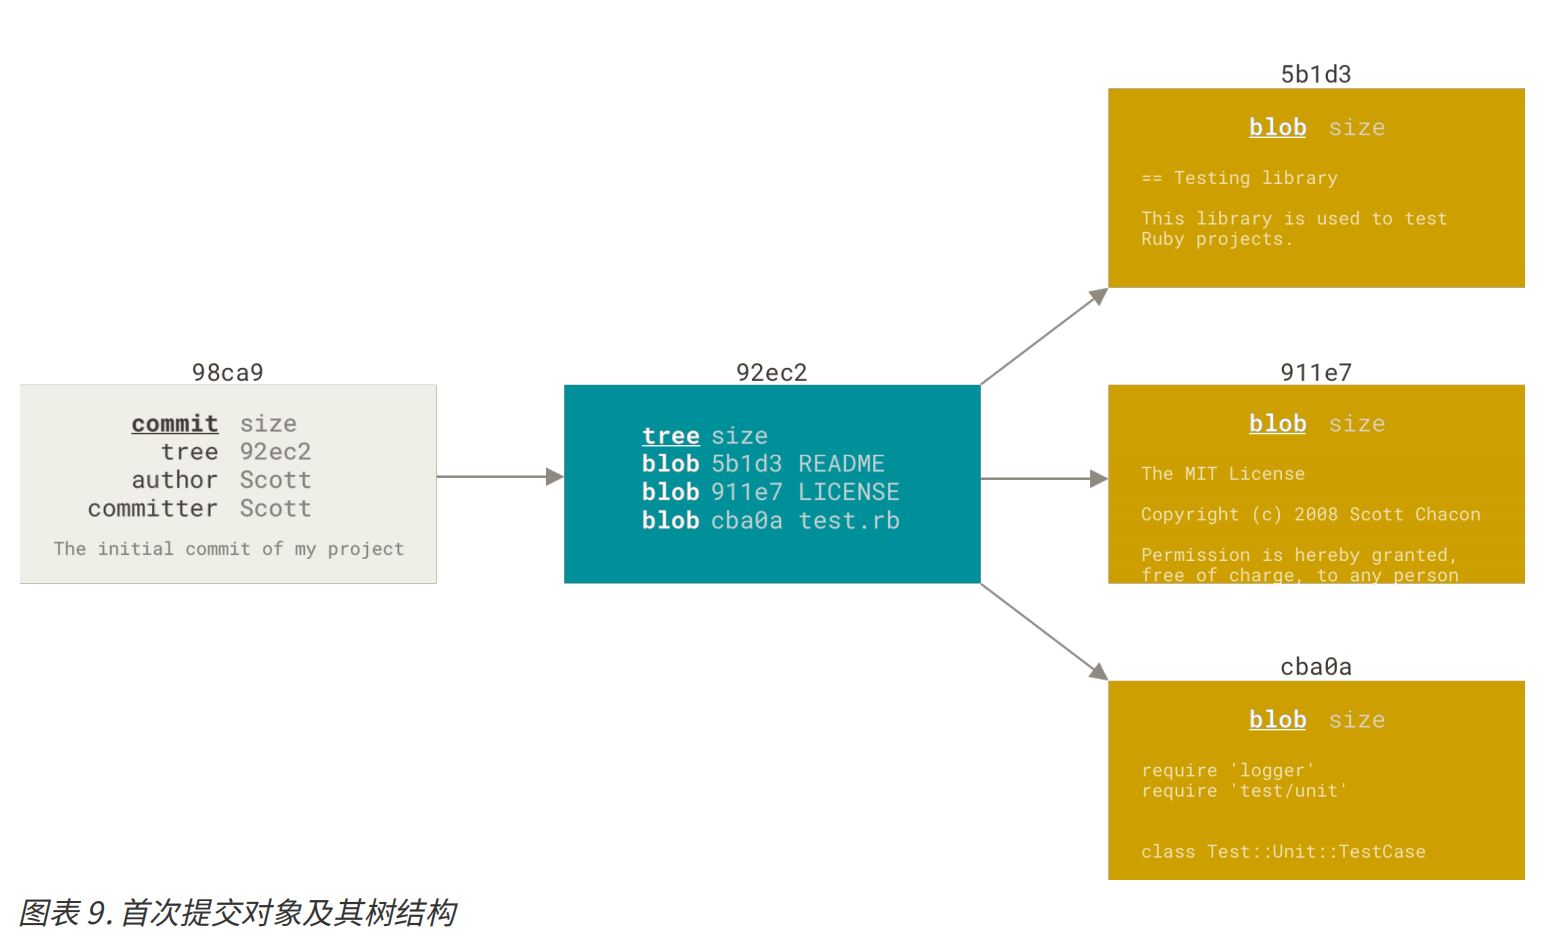 98ca9
commit size
tree 92ec2
author Scott
committer Scott
The initial commit of my project
92ec2
tree size
blob 5b1d3 README
blob 911e7 LICENSE
blob cba0a test.rb
5b1d3
blob size
== Testing library
This library is used to test
Ruby projects.
911e7
blob size
The MIT License
Copyright (c) 2008 Scott Chacon
Permission is hereby granted,
free of charge, to any person
cba0a
blob size
require 'logger'
require 'test/unit'
class Test::Unit::TestCase
图表 9. 首次提交对象及其树结构